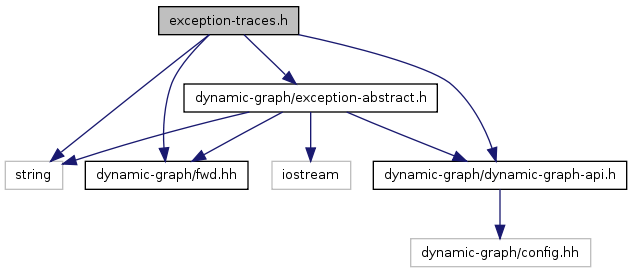 exception-traces.h
dynamic-graph/exception-abstract.h
string
dynamic-graph/fwd.hh
iostream
dynamic-graph/dynamic-graph-api.h
dynamic-graph/config.hh